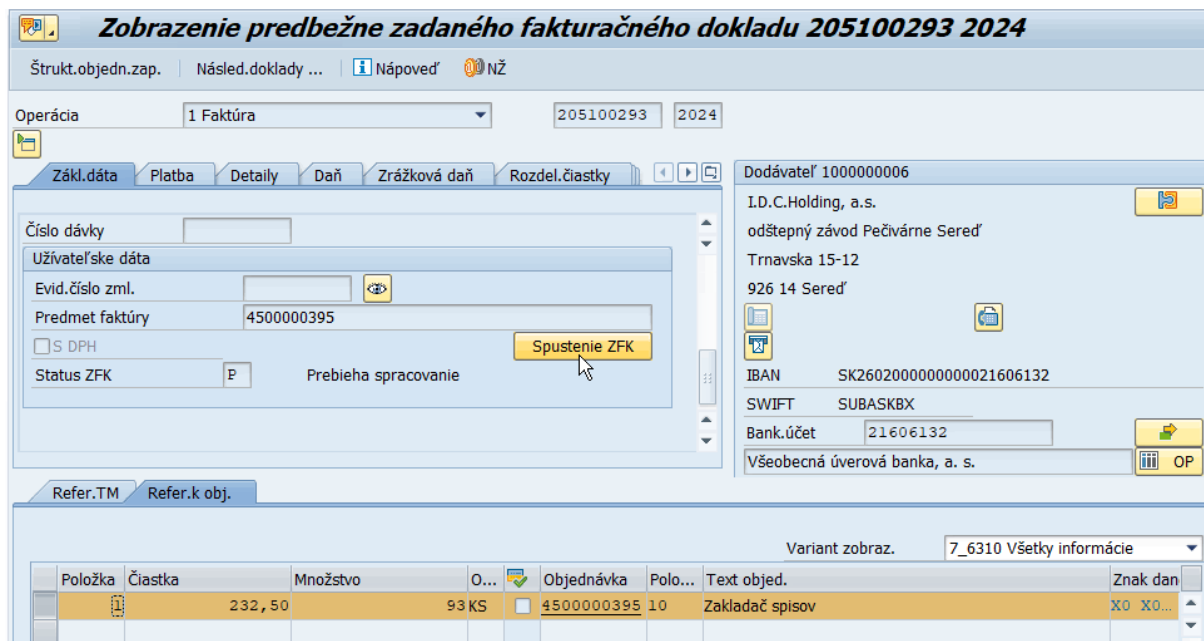 Zobrazenie predbežne zadaného fakturačného dokladu 205100293 2024
Štrukt.objedn.zap. Násled.doklady ... Nápoveď NŽ
Operácia 1 Faktúra 205100293 2024
Zákl.dáta Platba Detaily Daň Zrážková daň Rozdel.čiastky
Číslo dávky
Užívateľske dáta
Evid.číslo zml.
Predmet faktúry 4500000395
S DPH Spustenie ZFK
Status ZFK P Prebieha spracovanie
Dodávateľ 1000000006
I.D.C.Holding, a.s.
odštepný závod Pečivárne Sereď
Trnavska 15-12
926 14 Sereď
IBAN SK2602000000000021606132
SWIFT SUBASKBX
Bank.účet 21606132
Všeobecná úverová banka, a. s. OP
Refer.TM Refer.k obj.
Variant zobraz. 7_6310 Všetky informácie
Položka Čiastka Množstvo O... Objednávka Polo... Text objed. Znak dan
1 232,50 93 KS 4500000395 10 Zakladač spisov X0 X0...